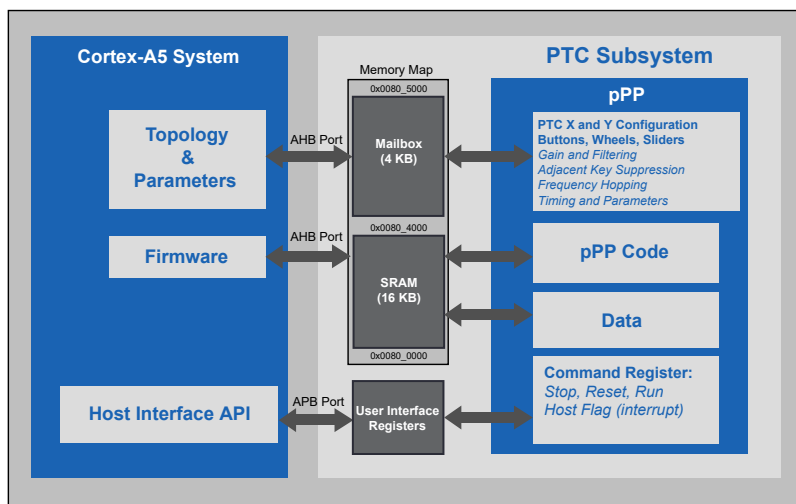 Cortex-A5 System
PTC Subsystem
Topology
&
Parameters
Firmware
Host Interface API
AHB Port
AHB Port
APB Port
Memory Map
0x0080_5000
Mailbox
(4 KB)
0x0080_4000
SRAM
(16 KB)
0x0080_0000
User Interface
Registers
pPP
PTC X and Y Configuration
Buttons, Wheels, Sliders
Gain and Filtering
Adjacent Key Suppression
Frequency Hopping
Timing and Parameters
pPP Code
Data
Command Register:
Stop, Reset, Run
Host Flag (interrupt)